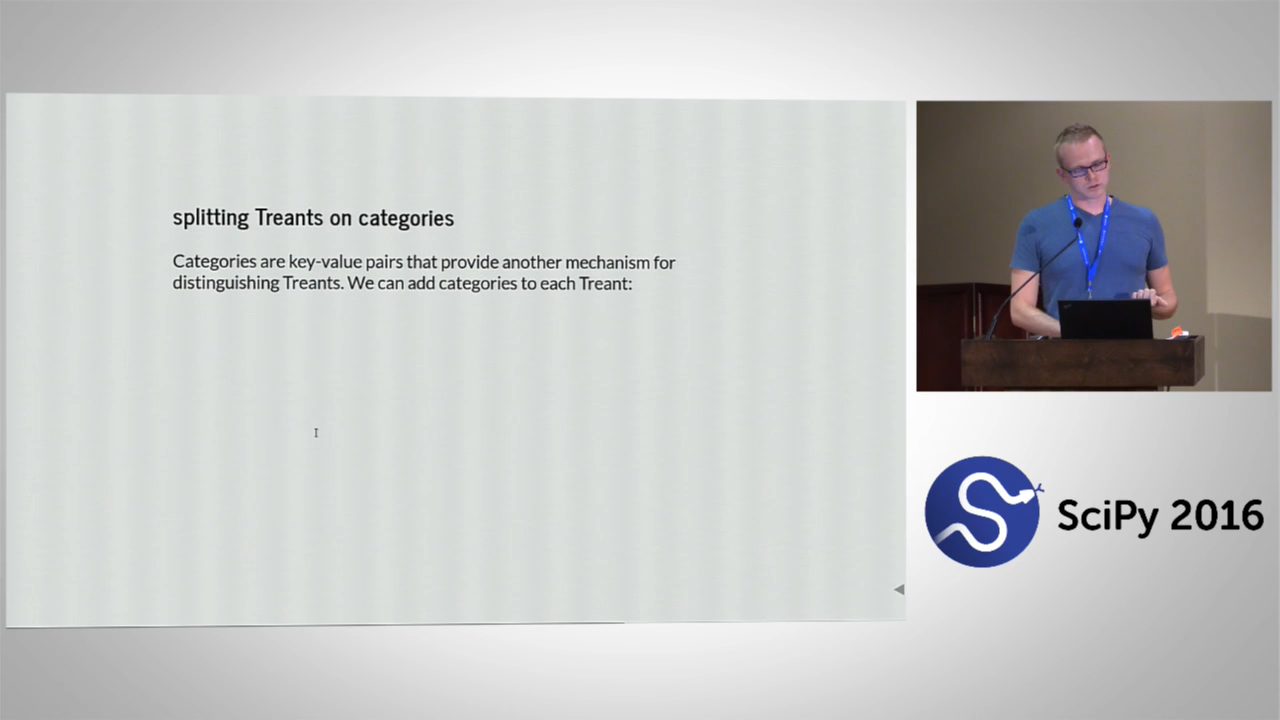 splitting Treants on categories
Categories are key-value pairs that provide another mechanism for
distinguishing Treants. We can add categories to each Treant:
SciPy 2016